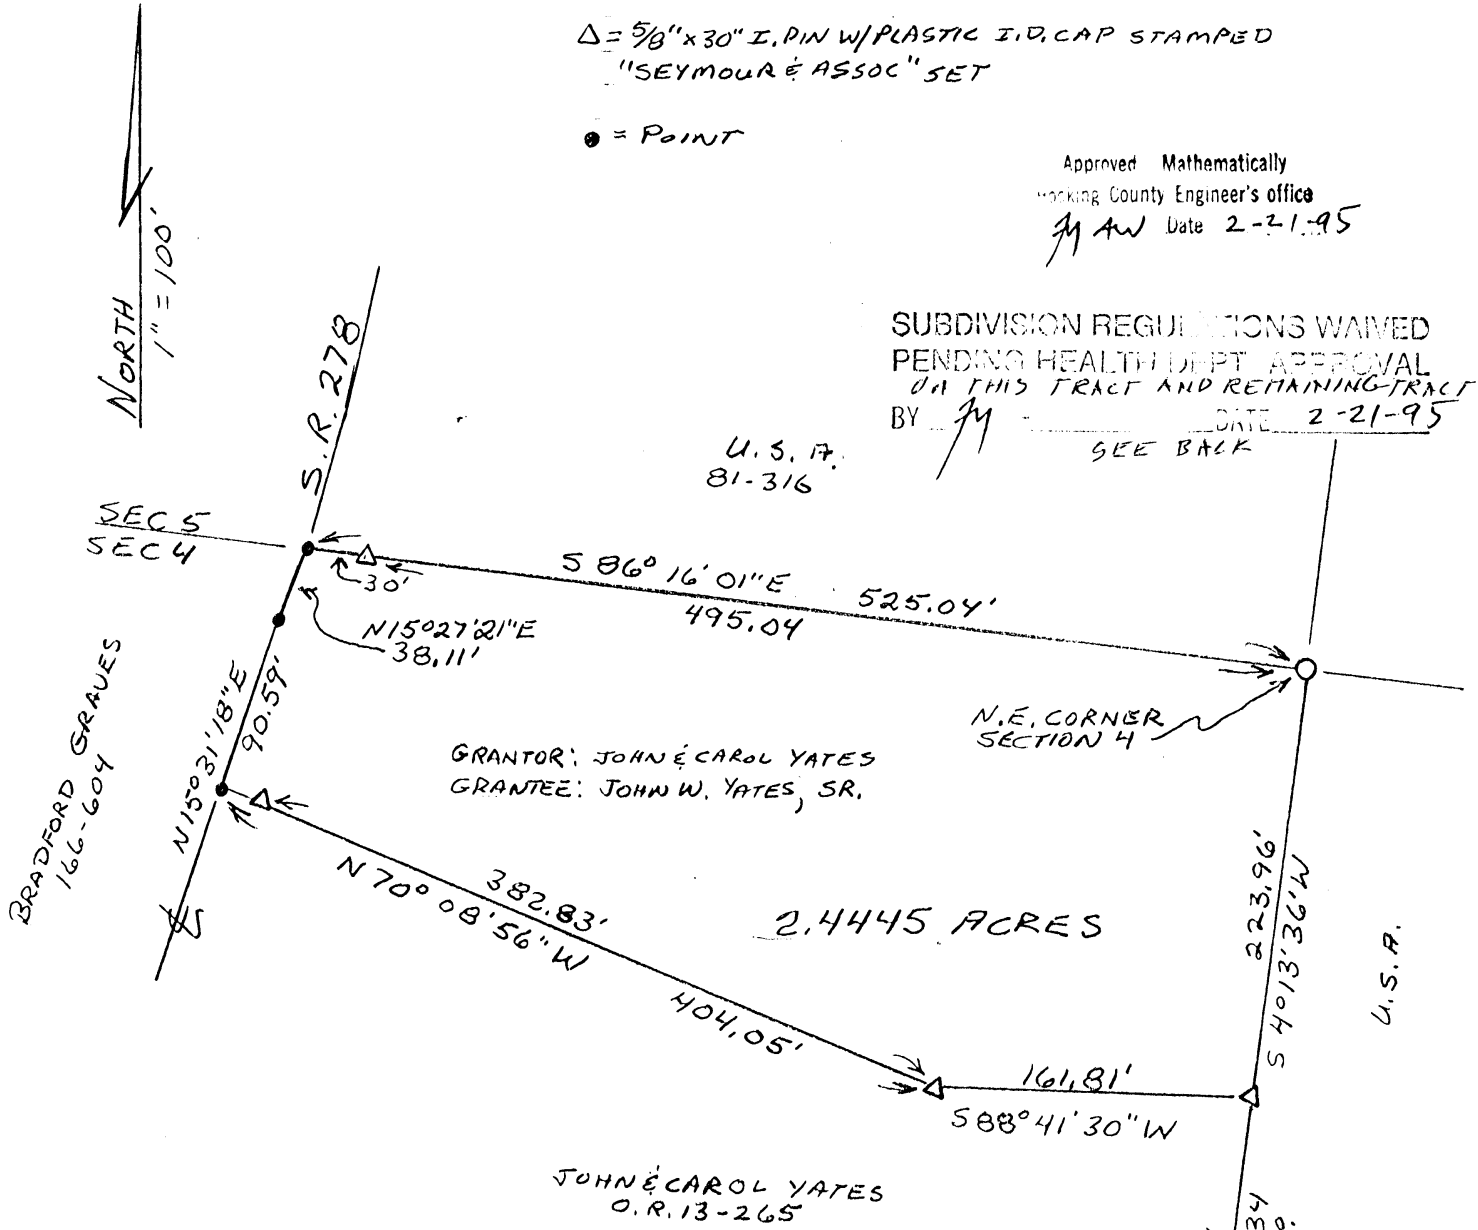 △ = 5/8"x30" I.PIN W/PLASTIC I.D.CAP STAMPED
"SEYMOUR & ASSOC" SET
● = POINT
Approved Mathematically
Hocking County Engineer's office
Date 2-21-95
NORTH
1" = 100'
SUBDIVISION REGULATIONS WAIVED
PENDING HEALTH DEPT APPROVAL
ON THIS TRACT AND REMAINING TRACT
BY DATE 2-21-95
SEE BACK
S.R. 278
U.S.A.
81-316
SEC 5
SEC 4
30'
S 86° 16' 01" E
525.04'
495.04
N15°27'21"E
38.11'
N15°31'18"E
90.59'
BRADFORD GRAVES
166-604
N.E. CORNER
SECTION 4
GRANTOR: JOHN & CAROL YATES
GRANTEE: JOHN W. YATES, SR.
382.83'
N 70° 08' 56" W
404.05'
2.4445 ACRES
223.96'
S 4°13'36" W
U.S.A.
161.81'
S88°41'30"W
JOHN & CAROL YATES
O.R. 13-265
34